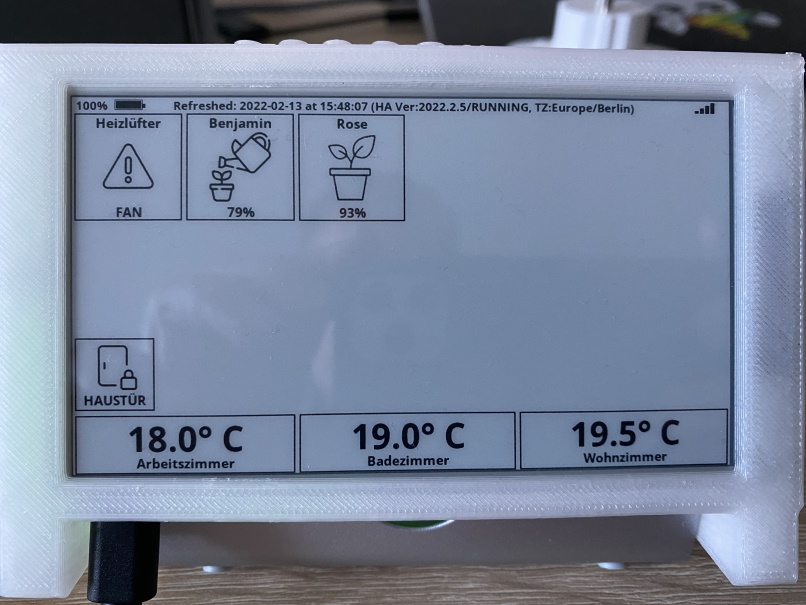 100% Refreshed: 2022-02-13 at 15:48:07 (HA Ver:2022.2.5/RUNNING, TZ:Europe/Berlin)
Heizlüfter Benjamin Rose
FAN 79% 93%
HAUSTÜR
18.0° C 19.0° C 19.5° C
Arbeitszimmer Badezimmer Wohnzimmer